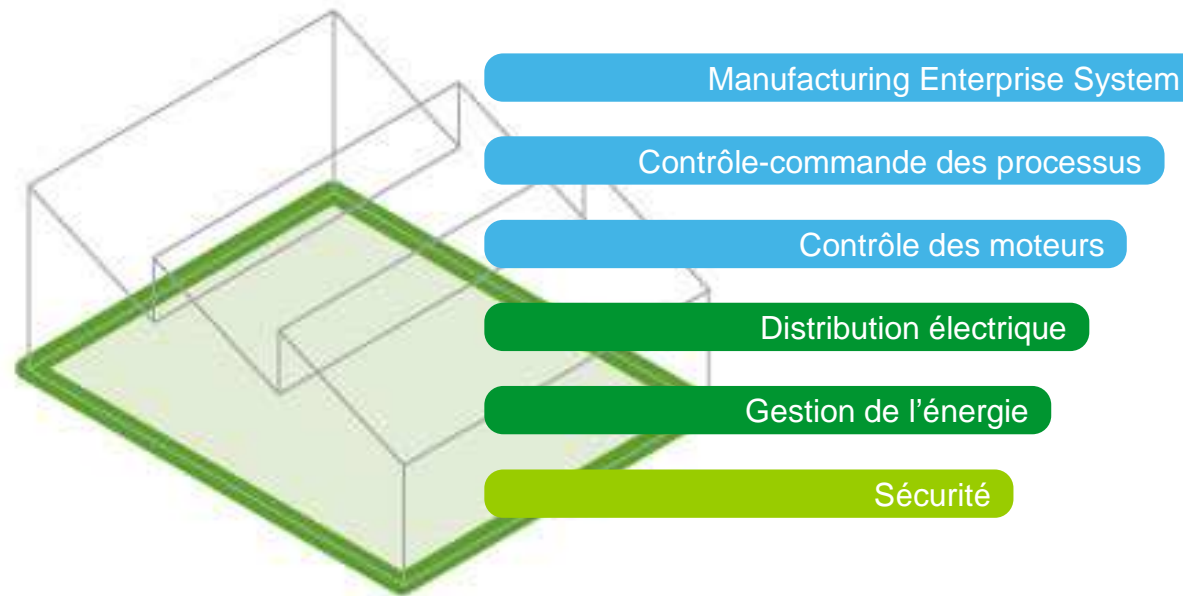 Manufacturing Enterprise System
Contrôle-commande des processus
Contrôle des moteurs
Distribution électrique
Gestion de l’énergie
Sécurité